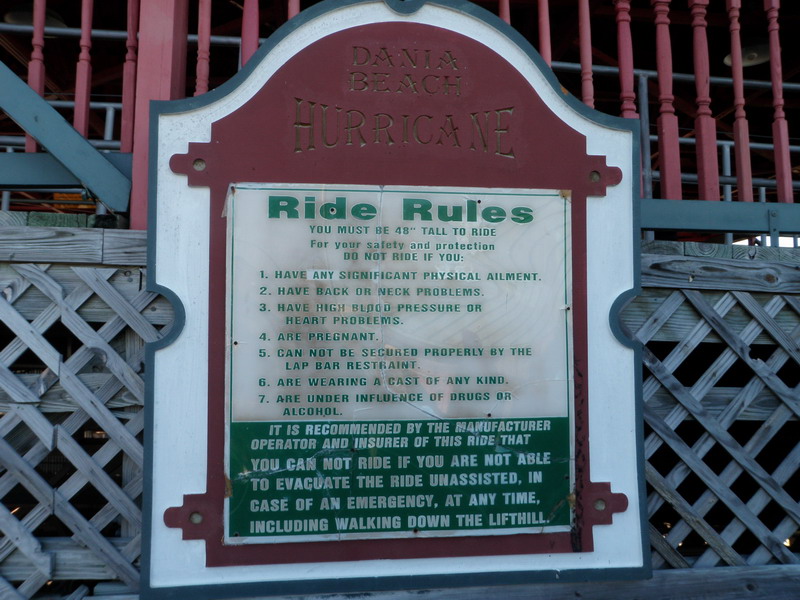 DANIA
BEACH
HURRICANE
Ride Rules
YOU MUST BE 48" TALL TO RIDE
For your safety and protection
DO NOT RIDE IF YOU:
1. HAVE ANY SIGNIFICANT PHYSICAL AILMENT.
2. HAVE BACK OR NECK PROBLEMS.
3. HAVE HIGH BLOOD PRESSURE OR
HEART PROBLEMS.
4. ARE PREGNANT.
5. CAN NOT BE SECURED PROPERLY BY THE
LAP BAR RESTRAINT.
6. ARE WEARING A CAST OF ANY KIND.
7. ARE UNDER INFLUENCE OF DRUGS OR
ALCOHOL.
IT IS RECOMMENDED BY THE MANUFACTURER
OPERATOR AND INSURER OF THIS RIDE THAT
YOU CAN NOT RIDE IF YOU ARE NOT ABLE
TO EVACUATE THE RIDE UNASSISTED, IN
CASE OF AN EMERGENCY, AT ANY TIME,
INCLUDING WALKING DOWN THE LIFTHILL.